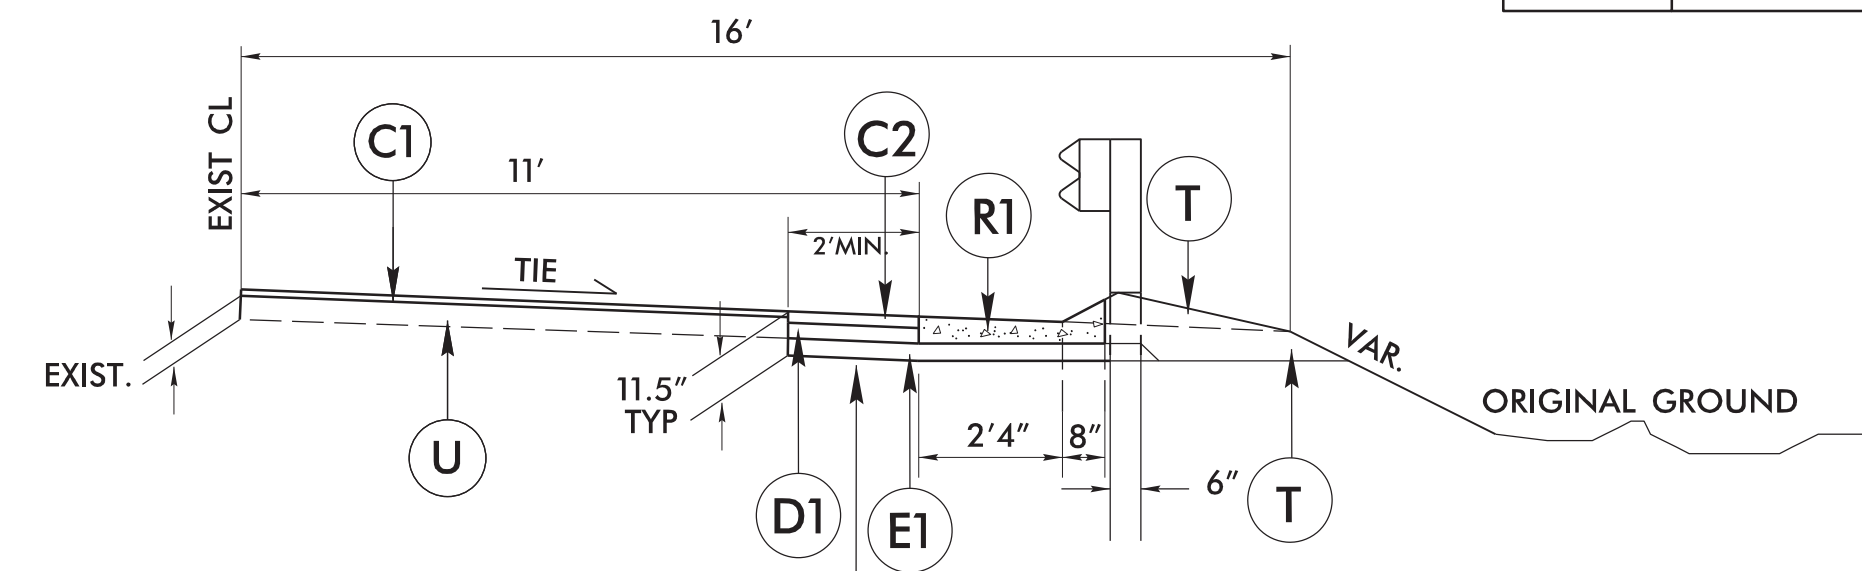 16′
EXIST CL
C1
C2
11′
R1
T
2′MIN.
TIE
VAR.
EXIST.
11.5″
TYP
ORIGINAL GROUND
2′4″
8″
U
6″
D1
E1
T